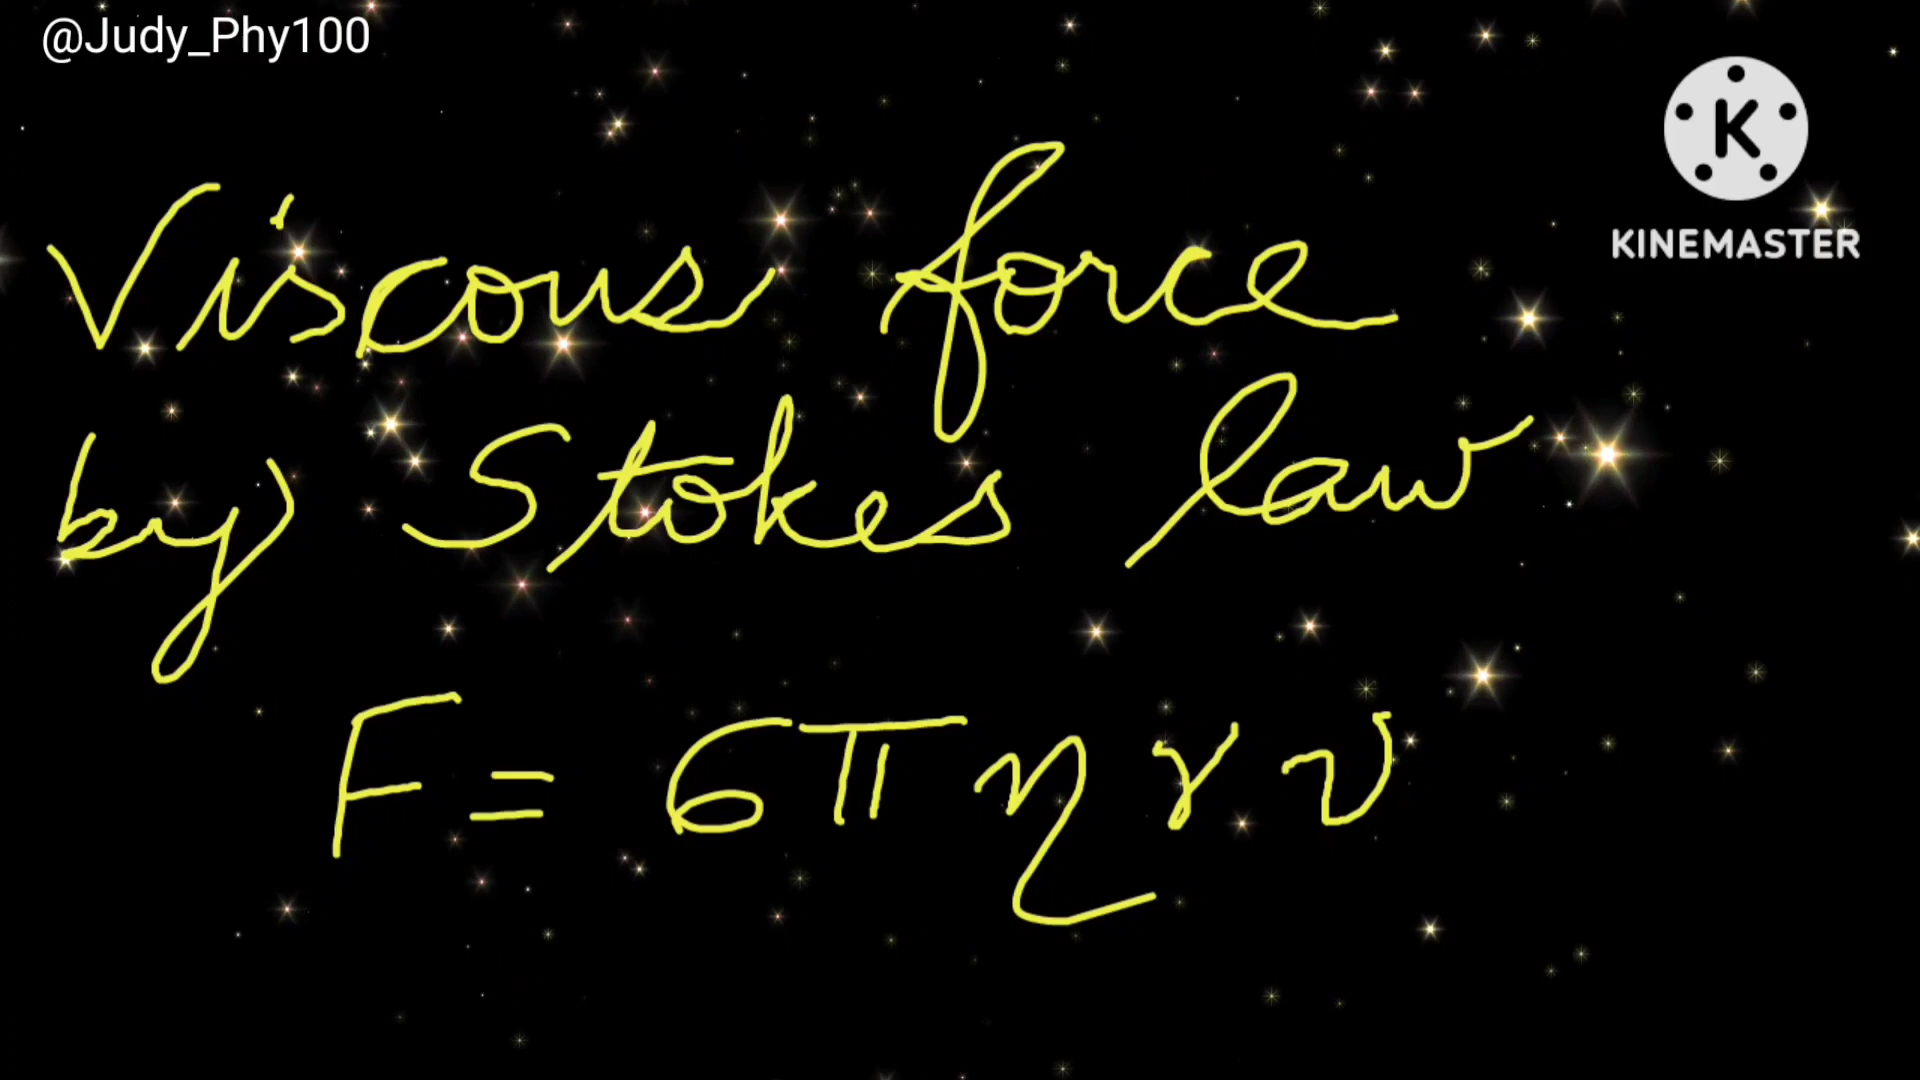 @Judy_Phy100
KINEMASTER
Viscous force
by Stokes law
F = 6πηrv